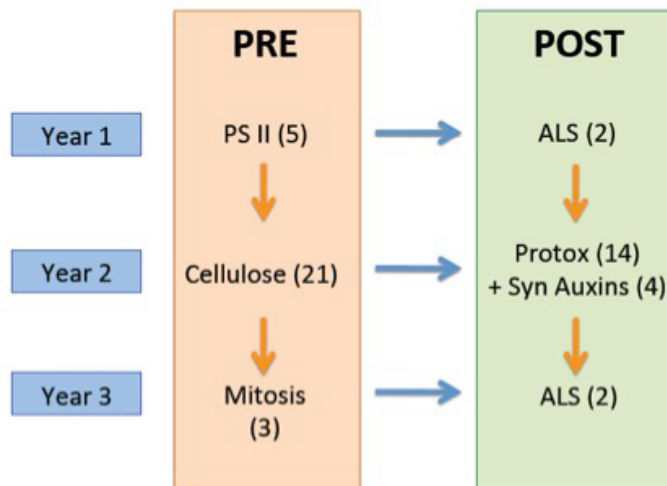 PRE
POST
Year 1
PS II (5)
ALS (2)
Year 2
Cellulose (21)
Protox (14)
+ Syn Auxins (4)
Year 3
Mitosis
(3)
ALS (2)